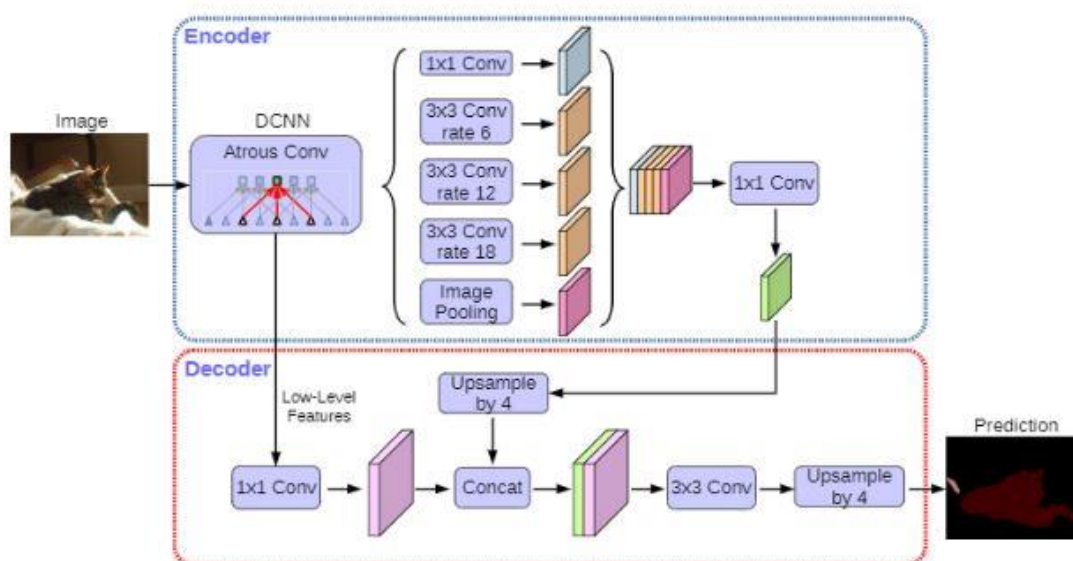 Encoder
Image
DCNN
Atrous Conv
1x1 Conv
3x3 Conv
rate 6
3x3 Conv
rate 12
3x3 Conv
rate 18
Image
Pooling
1x1 Conv
Decoder
Low-Level
Features
Upsample
by 4
1x1 Conv
Concat
3x3 Conv
Upsample
by 4
Prediction